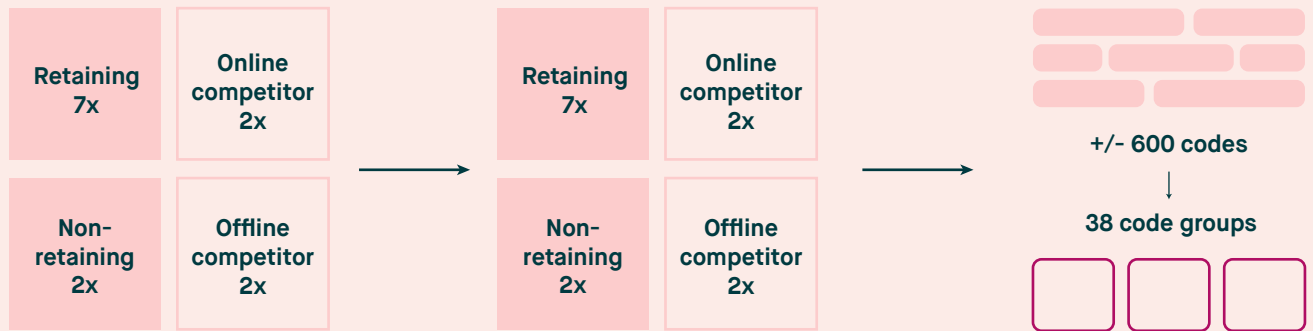 Retaining
7x
Online
competitor
2x
Non-
retaining
2x
Offline
competitor
2x
Retaining
7x
Online
competitor
2x
Non-
retaining
2x
Offline
competitor
2x
+/- 600 codes
38 code groups